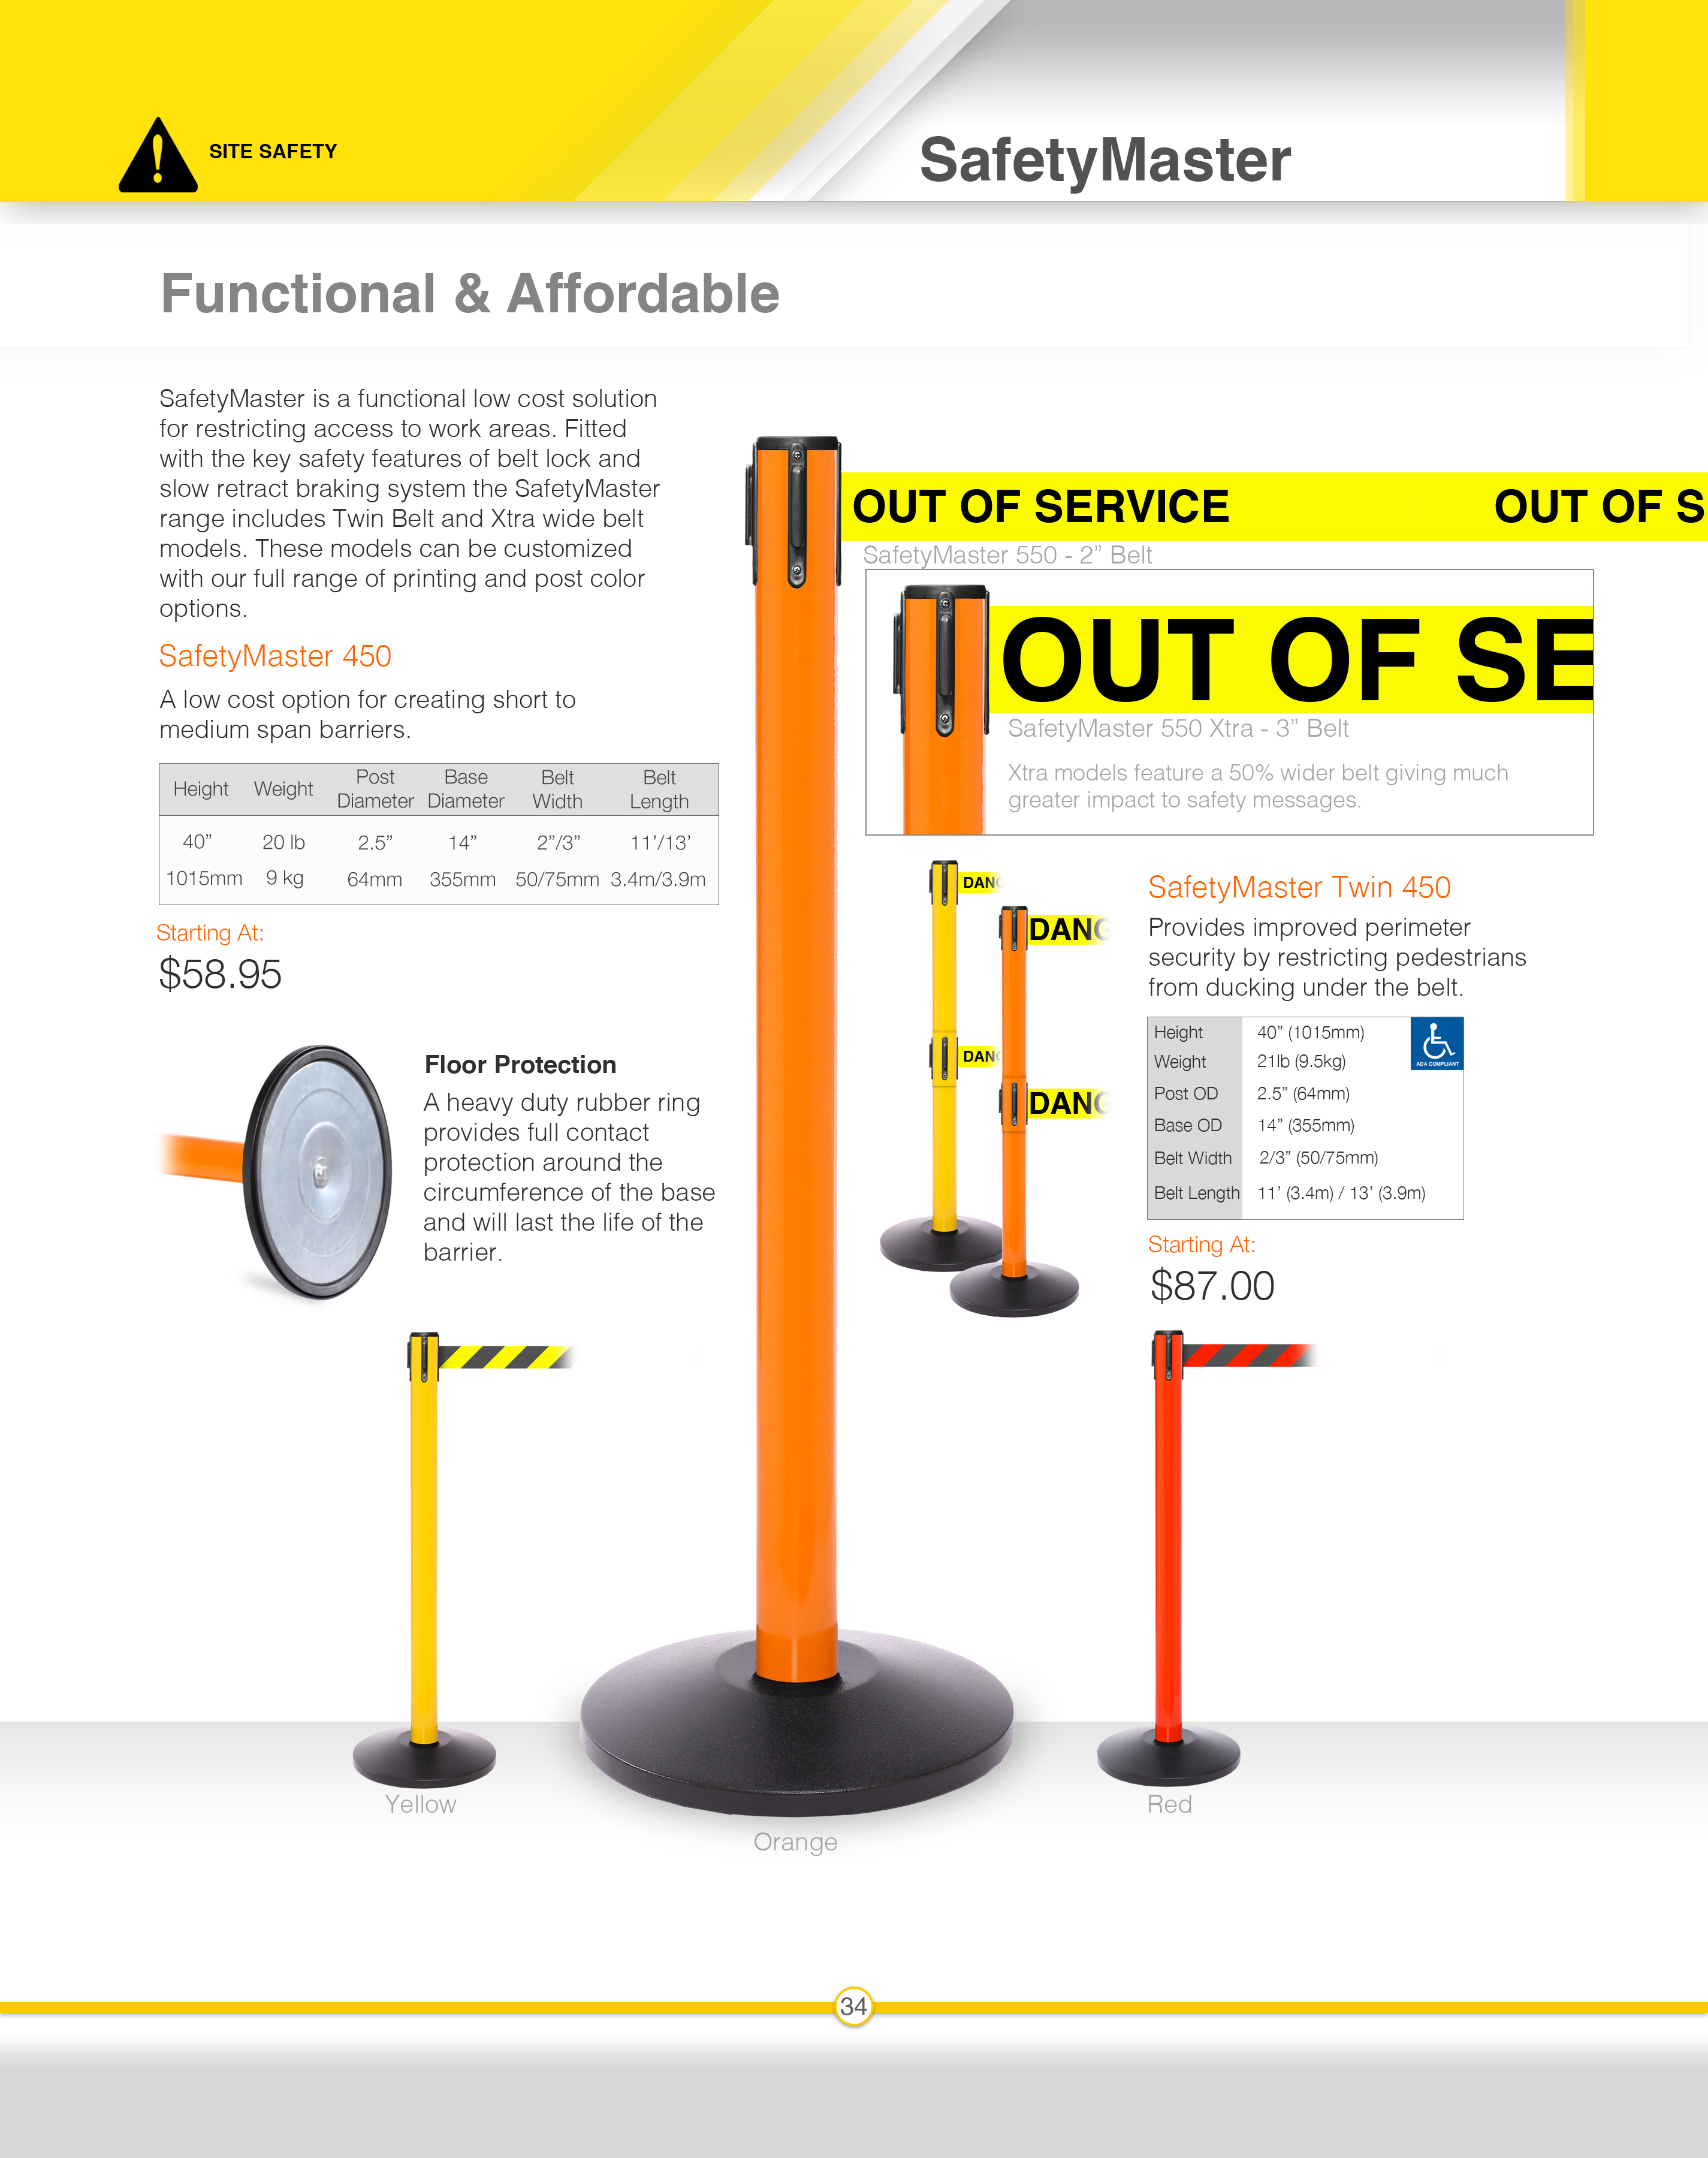 SITE SAFETY
SafetyMaster
Functional & Affordable
SafetyMaster is a functional low cost solution
for restricting access to work areas. Fitted
with the key safety features of belt lock and
slow retract braking system the SafetyMaster
range includes Twin Belt and Xtra wide belt
models. These models can be customized
with our full range of printing and post color
options.
SafetyMaster 450
A low cost option for creating short to
medium span barriers.
Height Weight Post Diameter Base Diameter Belt Width Belt Length
40” 20 lb 2.5” 14” 2”/3” 11’/13’
1015mm 9 kg 64mm 355mm 50/75mm 3.4m/3.9m
Starting At:
$58.95
Floor Protection
A heavy duty rubber ring
provides full contact
protection around the
circumference of the base
and will last the life of the
barrier.
OUT OF SERVICE OUT OF S
SafetyMaster 550 - 2” Belt
OUT OF SE
SafetyMaster 550 Xtra - 3” Belt
Xtra models feature a 50% wider belt giving much
greater impact to safety messages.
DANG
DANG
DANG
DANG
SafetyMaster Twin 450
Provides improved perimeter
security by restricting pedestrians
from ducking under the belt.
Height 40” (1015mm)
Weight 21lb (9.5kg)
Post OD 2.5” (64mm)
Base OD 14” (355mm)
Belt Width 2/3” (50/75mm)
Belt Length 11’ (3.4m) / 13’ (3.9m)
ADA COMPLIANT
Starting At:
$87.00
Yellow
Orange
Red
34